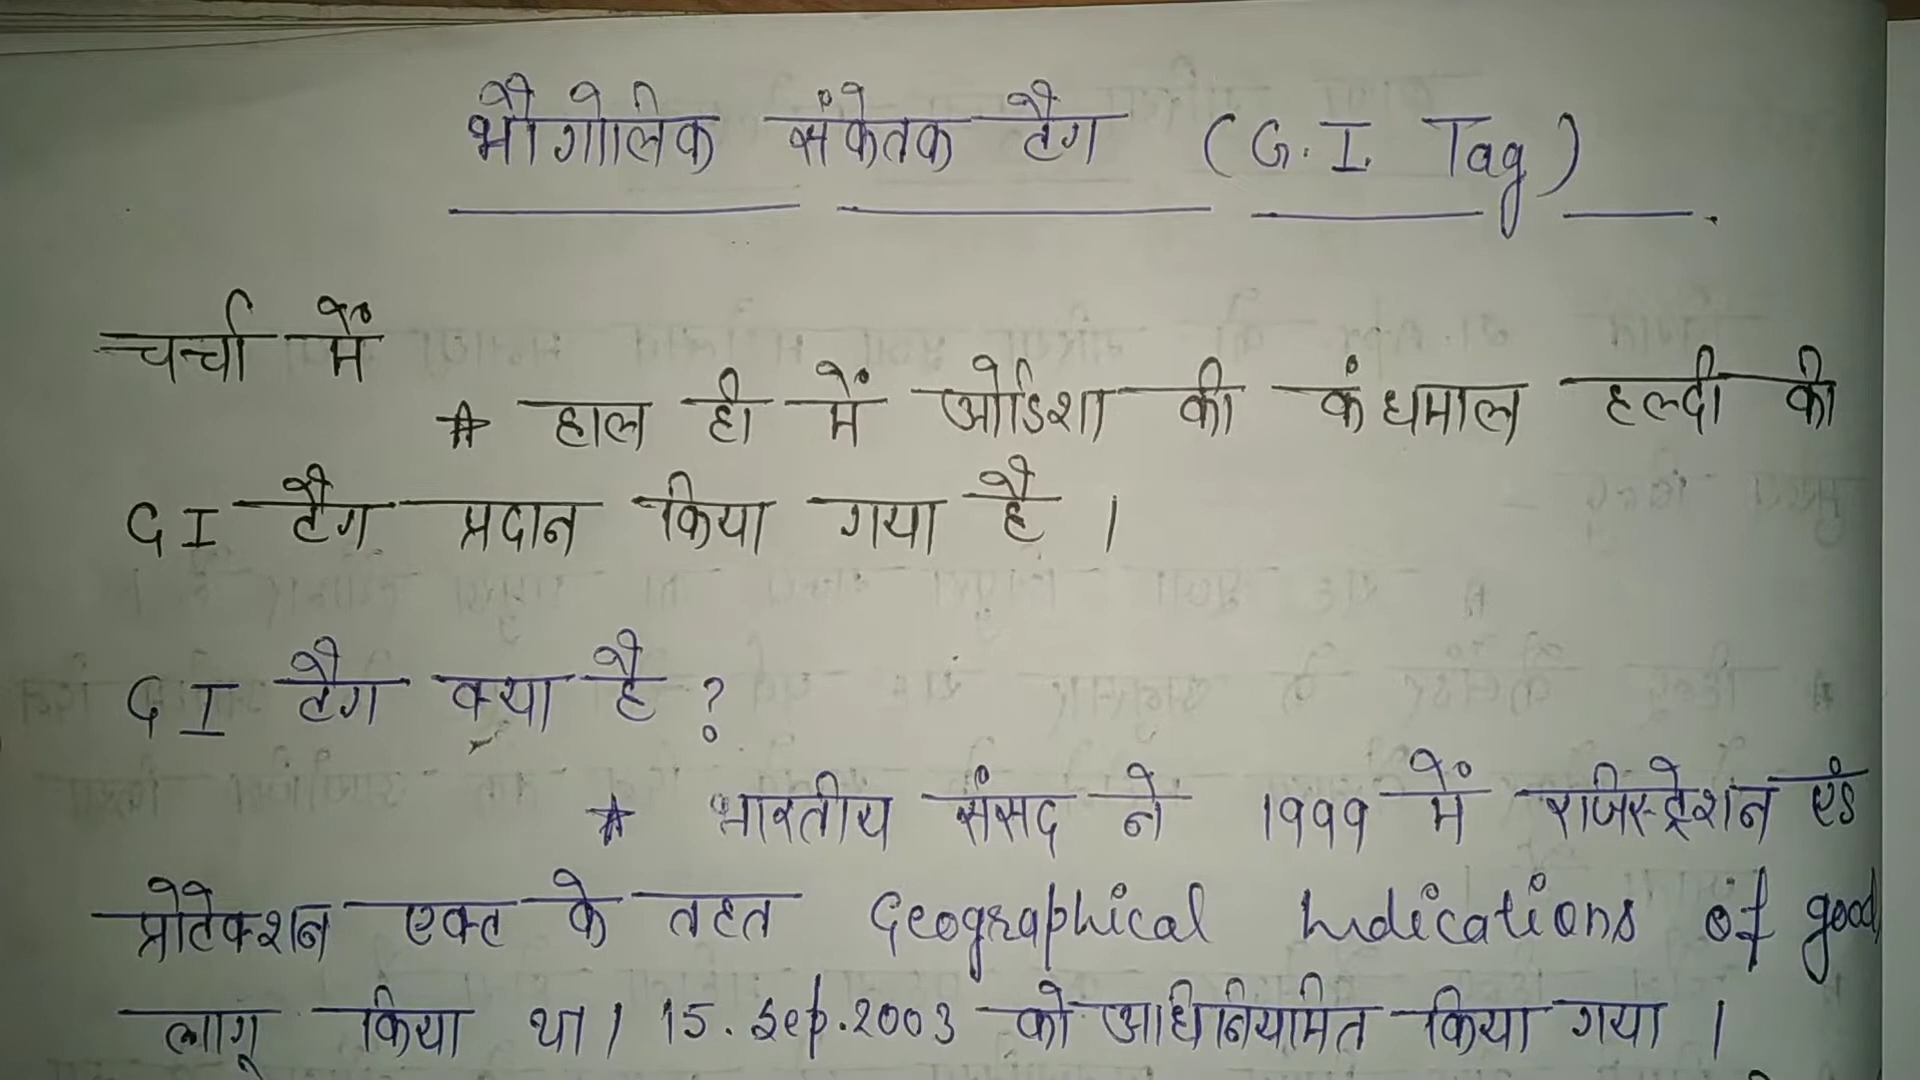 भौगोलिक संकेतक टैग (G.I. Tag)
चर्चा में
* हाल ही में ओडिशा की कंधमाल हल्दी को
GI टैग प्रदान किया गया है।
GI टैग क्या है?
* भारतीय संसद ने 1999 में रजिस्ट्रेशन एंड
प्रोटेक्शन एक्ट के तहत Geographical Indications of good
लागू किया था। 15. Sep. 2003 को अधिनियमित किया गया।